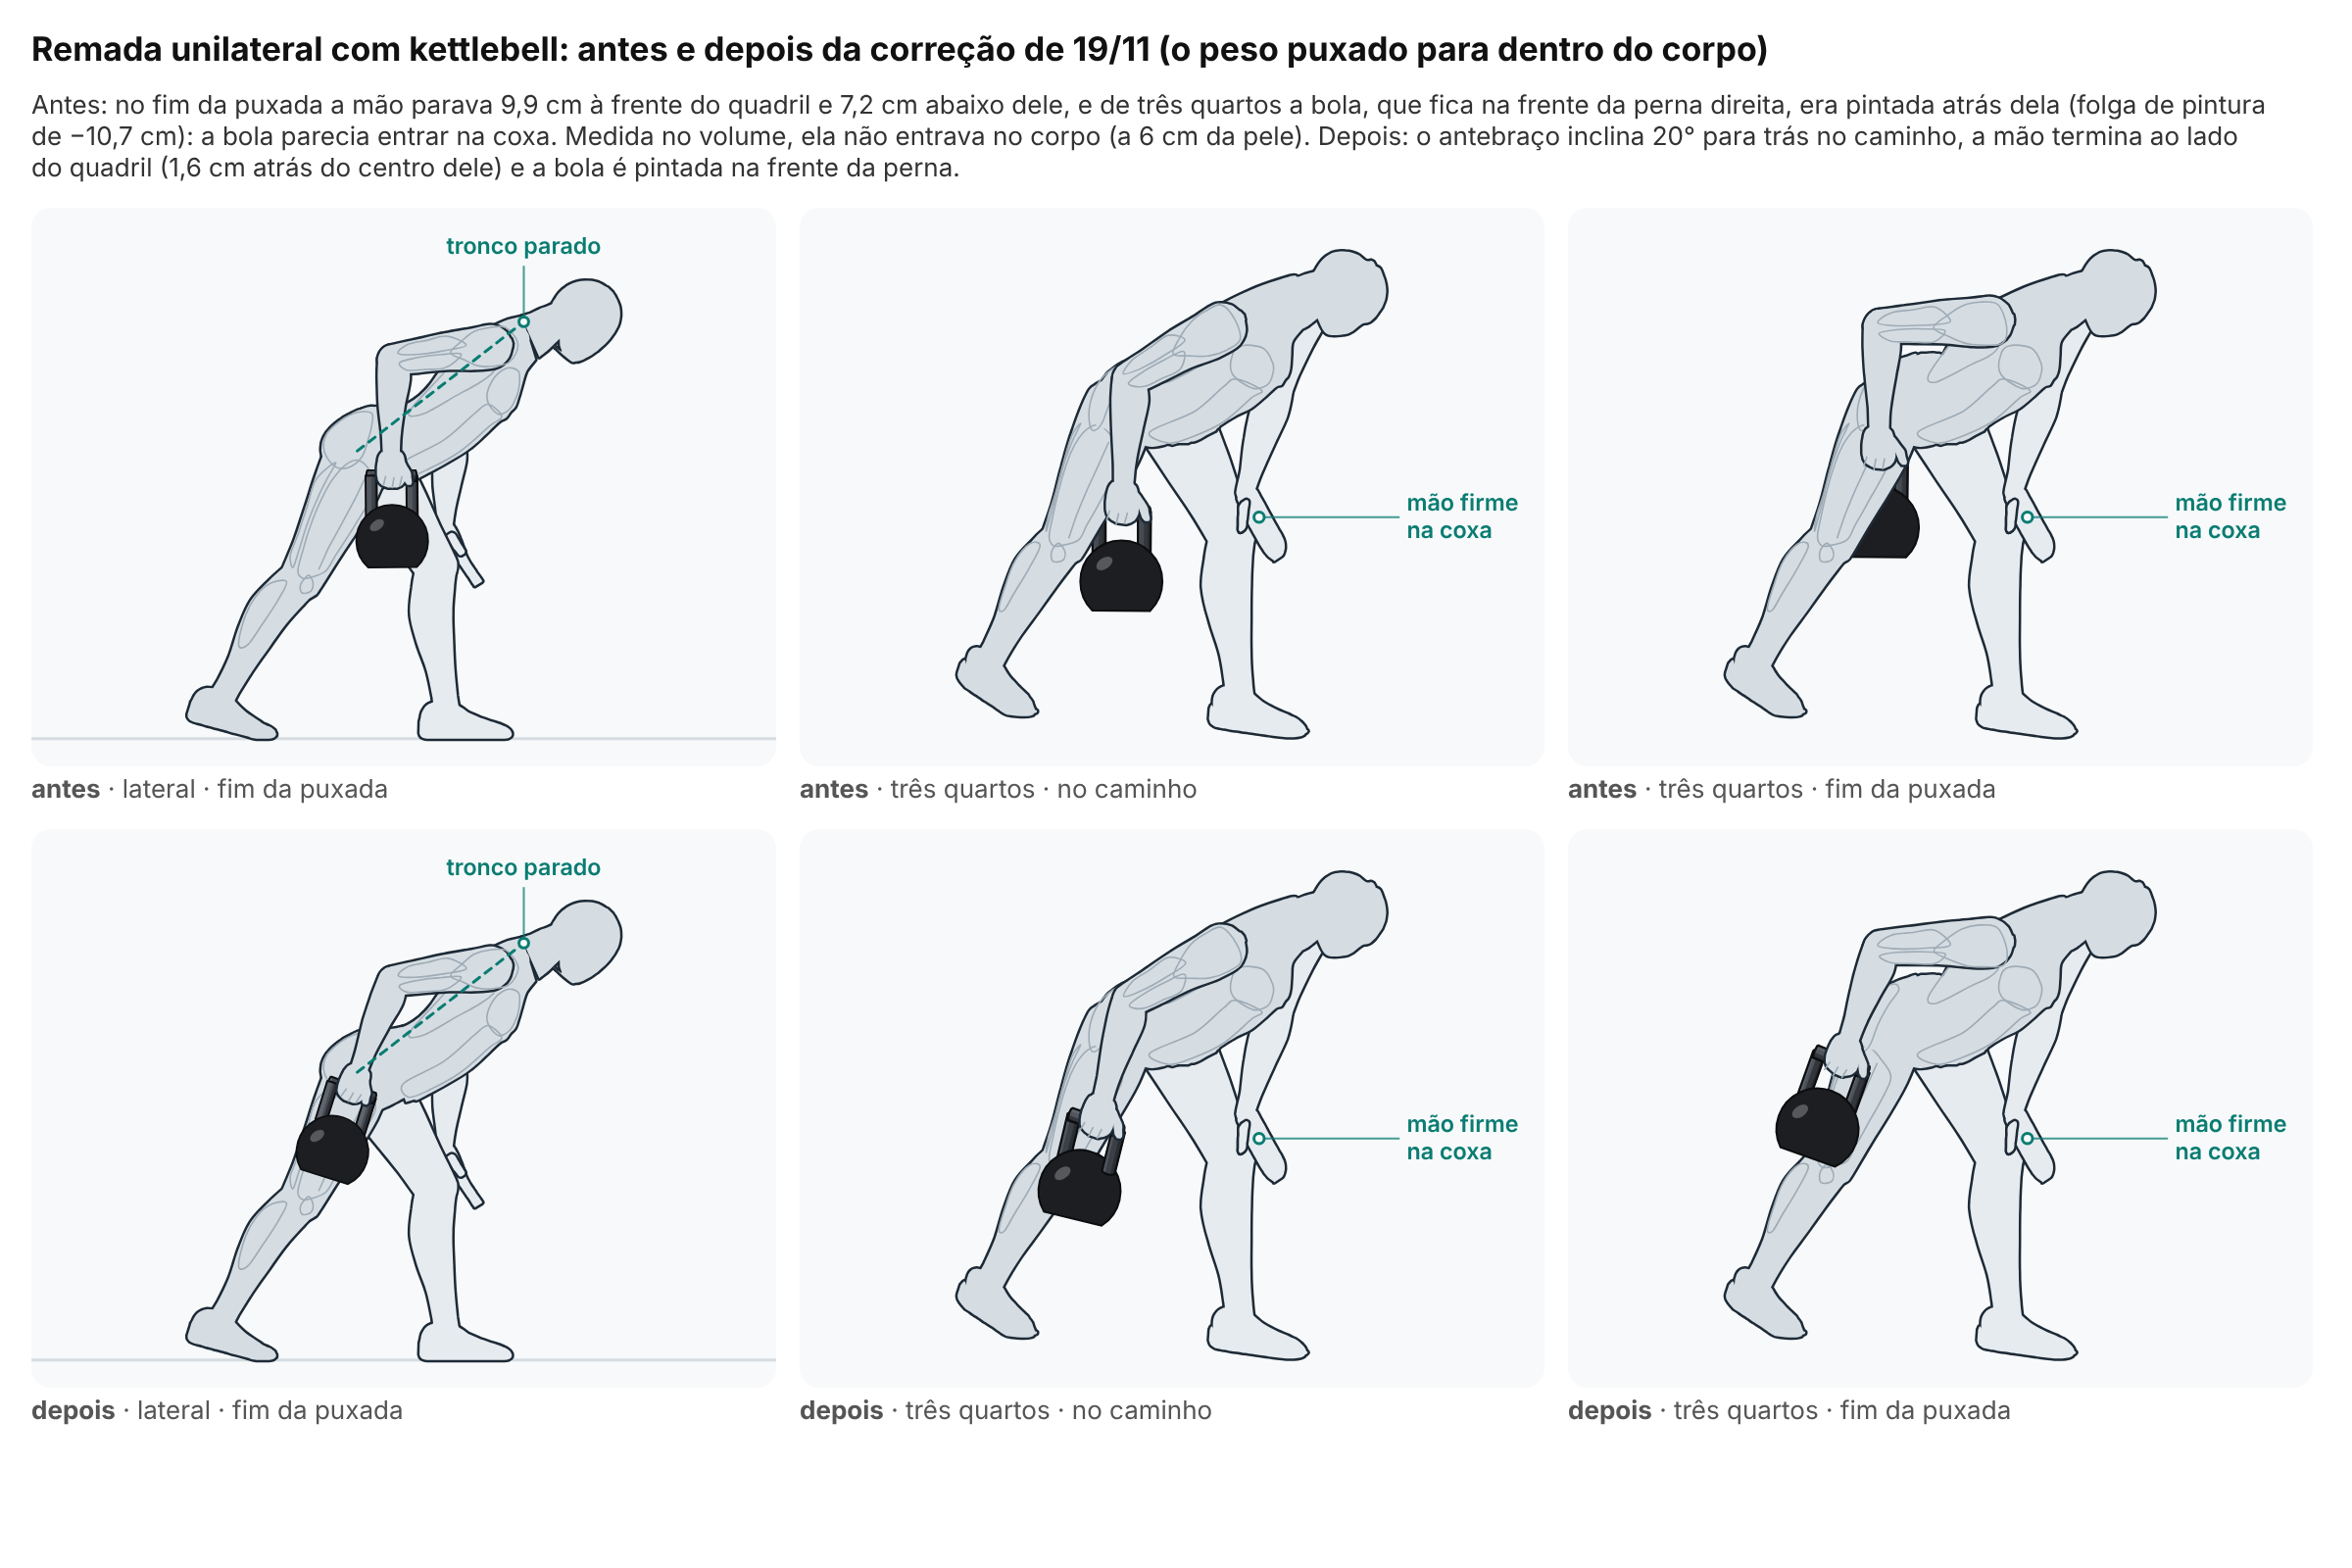 Remada unilateral com kettlebell: antes e depois da correção de 19/11 (o peso puxado para dentro do corpo)
Antes: no fim da puxada a mão parava 9,9 cm à frente do quadril e 7,2 cm abaixo dele, e de três quartos a bola, que fica na frente da perna direita, era pintada atrás dela (folga de pintura
de −10,7 cm): a bola parecia entrar na coxa. Medida no volume, ela não entrava no corpo (a 6 cm da pele). Depois: o antebraço inclina 20° para trás no caminho, a mão termina ao lado
do quadril (1,6 cm atrás do centro dele) e a bola é pintada na frente da perna.
tronco parado
mão firme
na coxa
mão firme
na coxa
antes · lateral · fim da puxada
antes · três quartos · no caminho
antes · três quartos · fim da puxada
tronco parado
mão firme
na coxa
mão firme
na coxa
depois · lateral · fim da puxada
depois · três quartos · no caminho
depois · três quartos · fim da puxada